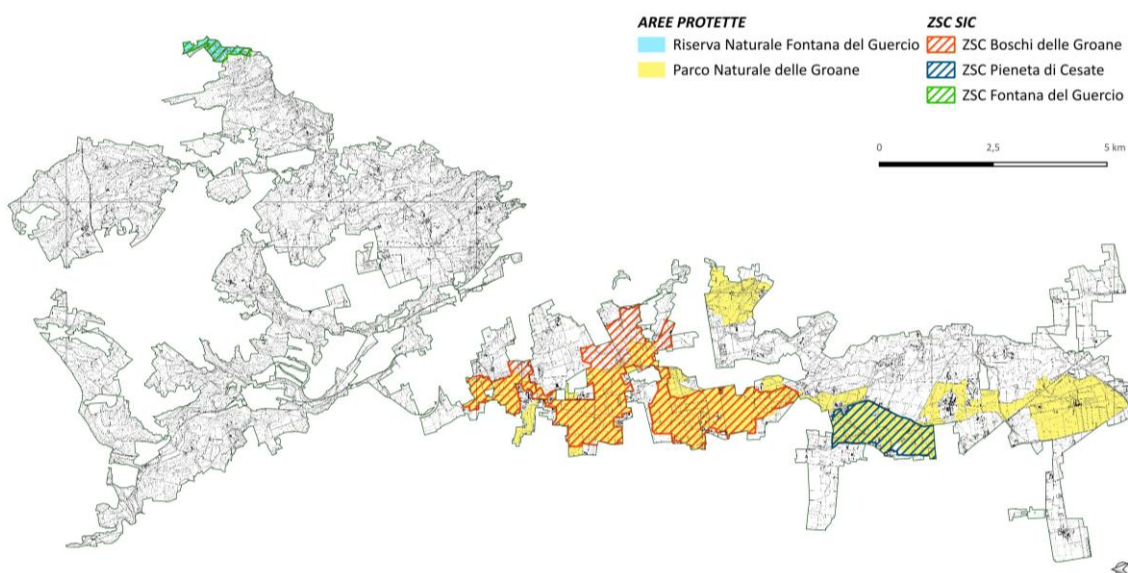 AREE PROTETTE
Riserva Naturale Fontana del Guercio
Parco Naturale delle Groane
ZSC SIC
ZSC Boschi delle Groane
ZSC Pieneta di Cesate
ZSC Fontana del Guercio
0 2,5 5 km